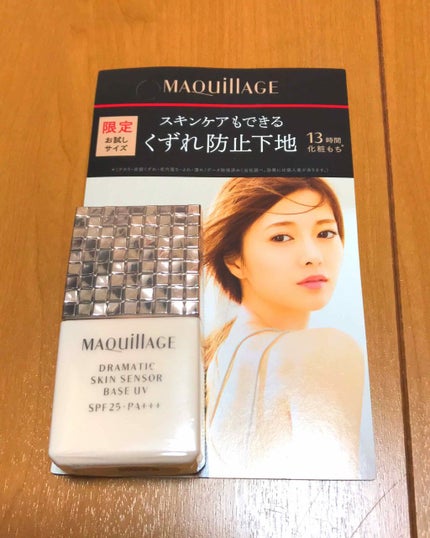 MAQuillAGE
限定
お試し
サイズ
スキンケアもできる
くずれ防止下地
13時間
化粧もち*
MAQuillAGE
DRAMATIC
SKIN SENSOR
BASE UV
SPF25・PA+++